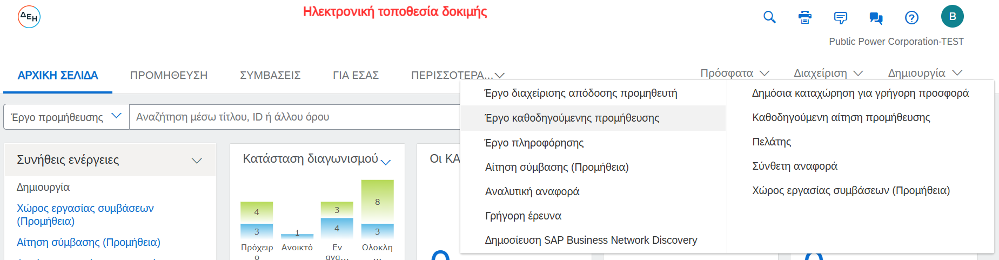 ΔΕΗ
Ηλεκτρονική τοποθεσία δοκιμής
B
Public Power Corporation-TEST
ΑΡΧΙΚΗ ΣΕΛΙΔΑ
ΠΡΟΜΗΘΕΥΣΗ
ΣΥΜΒΑΣΕΙΣ
ΓΙΑ ΕΣΑΣ
ΠΕΡΙΣΣΟΤΕΡΑ...
Πρόσφατα
Διαχείριση
Δημιουργία
Έργο διαχείρισης απόδοσης προμηθευτή
Έργο καθοδηγούμενης προμήθευσης
Έργο πληροφόρησης
Αίτηση σύμβασης (Προμήθεια)
Αναλυτική αναφορά
Γρήγορη έρευνα
Δημοσίευση SAP Business Network Discovery
Δημόσια καταχώρηση για γρήγορη προσφορά
Καθοδηγούμενη αίτηση προμήθευσης
Πελάτης
Σύνθετη αναφορά
Χώρος εργασίας συμβάσεων (Προμήθεια)
Έργο προμήθευσης
Αναζήτηση μέσω τίτλου, ID ή άλλου όρου
Συνήθεις ενέργειες
Δημιουργία
Χώρος εργασίας συμβάσεων
(Προμήθεια)
Αίτηση σύμβασης (Προμήθεια)
Κατάσταση διαγωνισμού
4
3
1
3
4
8
3
Πρόχειρ
ο
Ανοικτό
Εν
ανα...
Ολοκλη
...
Οι ΚΑ
0
0